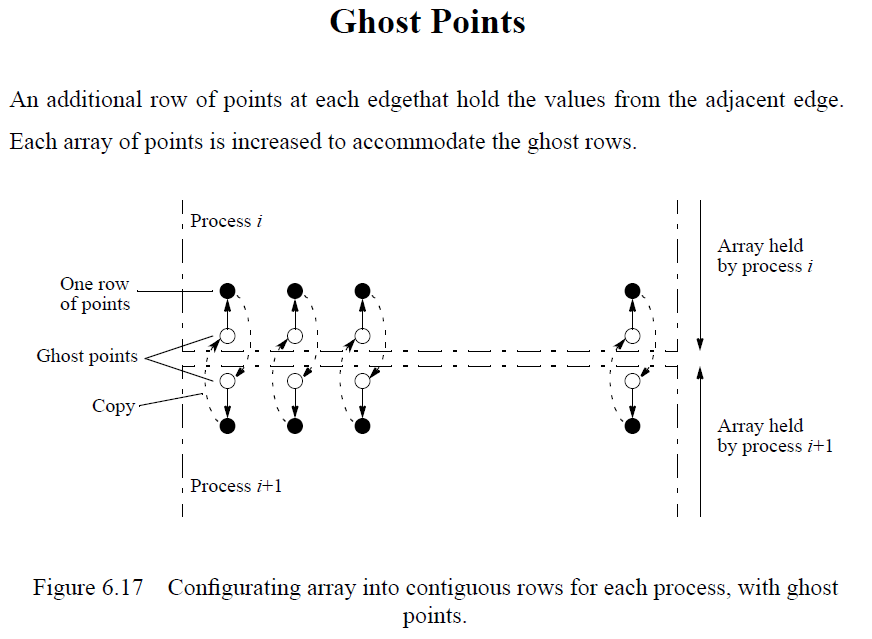 Ghost Points
An additional row of points at each edgethat hold the values from the adjacent edge.
Each array of points is increased to accommodate the ghost rows.
Process i
Array held
by process i
One row
of points
Ghost points
Copy
Array held
by process i+1
Process i+1
Figure 6.17 Configurating array into contiguous rows for each process, with ghost
points.